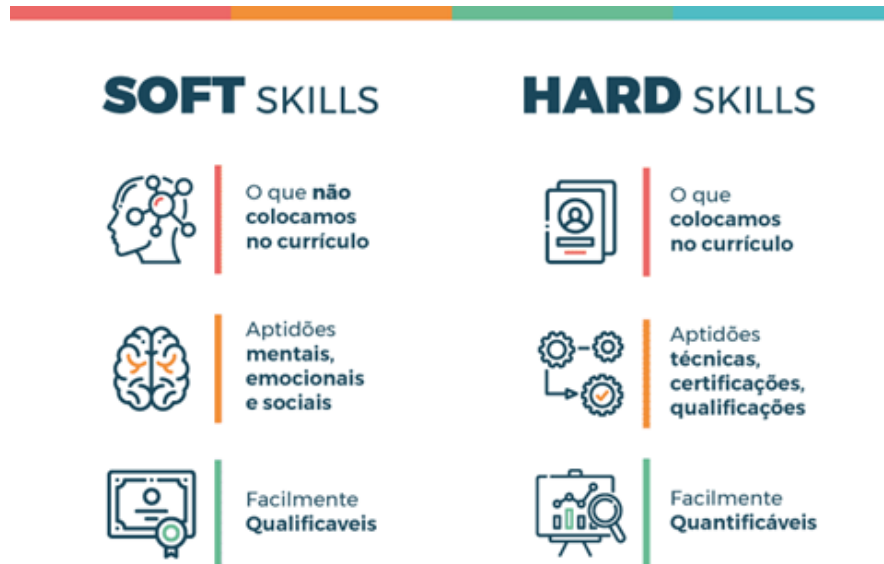 SOFT SKILLS
O que não
colocamos
no currículo
Aptidões
mentais,
emocionais
e sociais
Facilmente
Qualificaveis
HARD SKILLS
O que
colocamos
no currículo
Aptidões
técnicas,
certificações,
qualificações
Facilmente
Quantificáveis